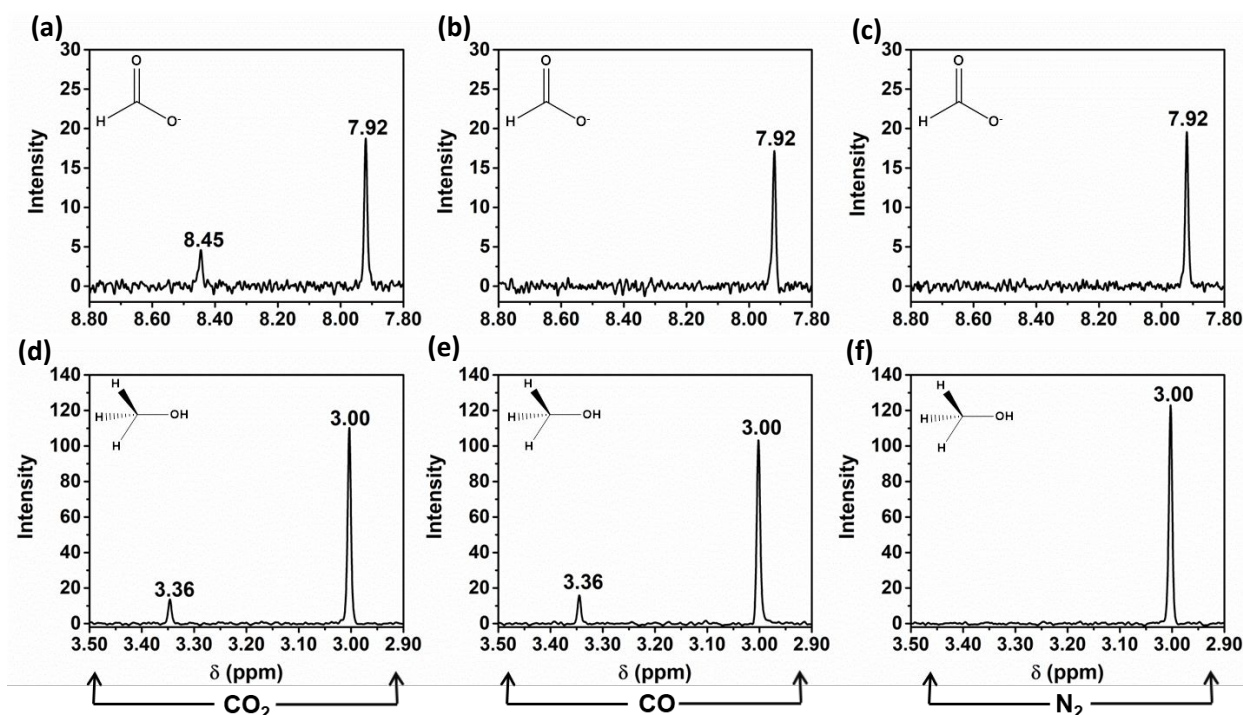 (a) (b) (c)
30 25 20 15 10 5 0
Intensity
O
H O-
8.45
7.92
8.80 8.60 8.40 8.20 8.00 7.80
30 25 20 15 10 5 0
Intensity
O
H O-
7.92
8.80 8.60 8.40 8.20 8.00 7.80
30 25 20 15 10 5 0
Intensity
O
H O-
7.92
8.80 8.60 8.40 8.20 8.00 7.80
(d) (e) (f)
140 120 100 80 60 40 20 0
Intensity
H
H OH
H
3.36
3.00
3.50 3.40 3.30 3.20 3.10 3.00 2.90
δ (ppm)
140 120 100 80 60 40 20 0
Intensity
H
H OH
H
3.36
3.00
3.50 3.40 3.30 3.20 3.10 3.00 2.90
δ (ppm)
140 120 100 80 60 40 20 0
Intensity
H
H OH
H
3.00
3.50 3.40 3.30 3.20 3.10 3.00 2.90
δ (ppm)
CO₂ CO N₂